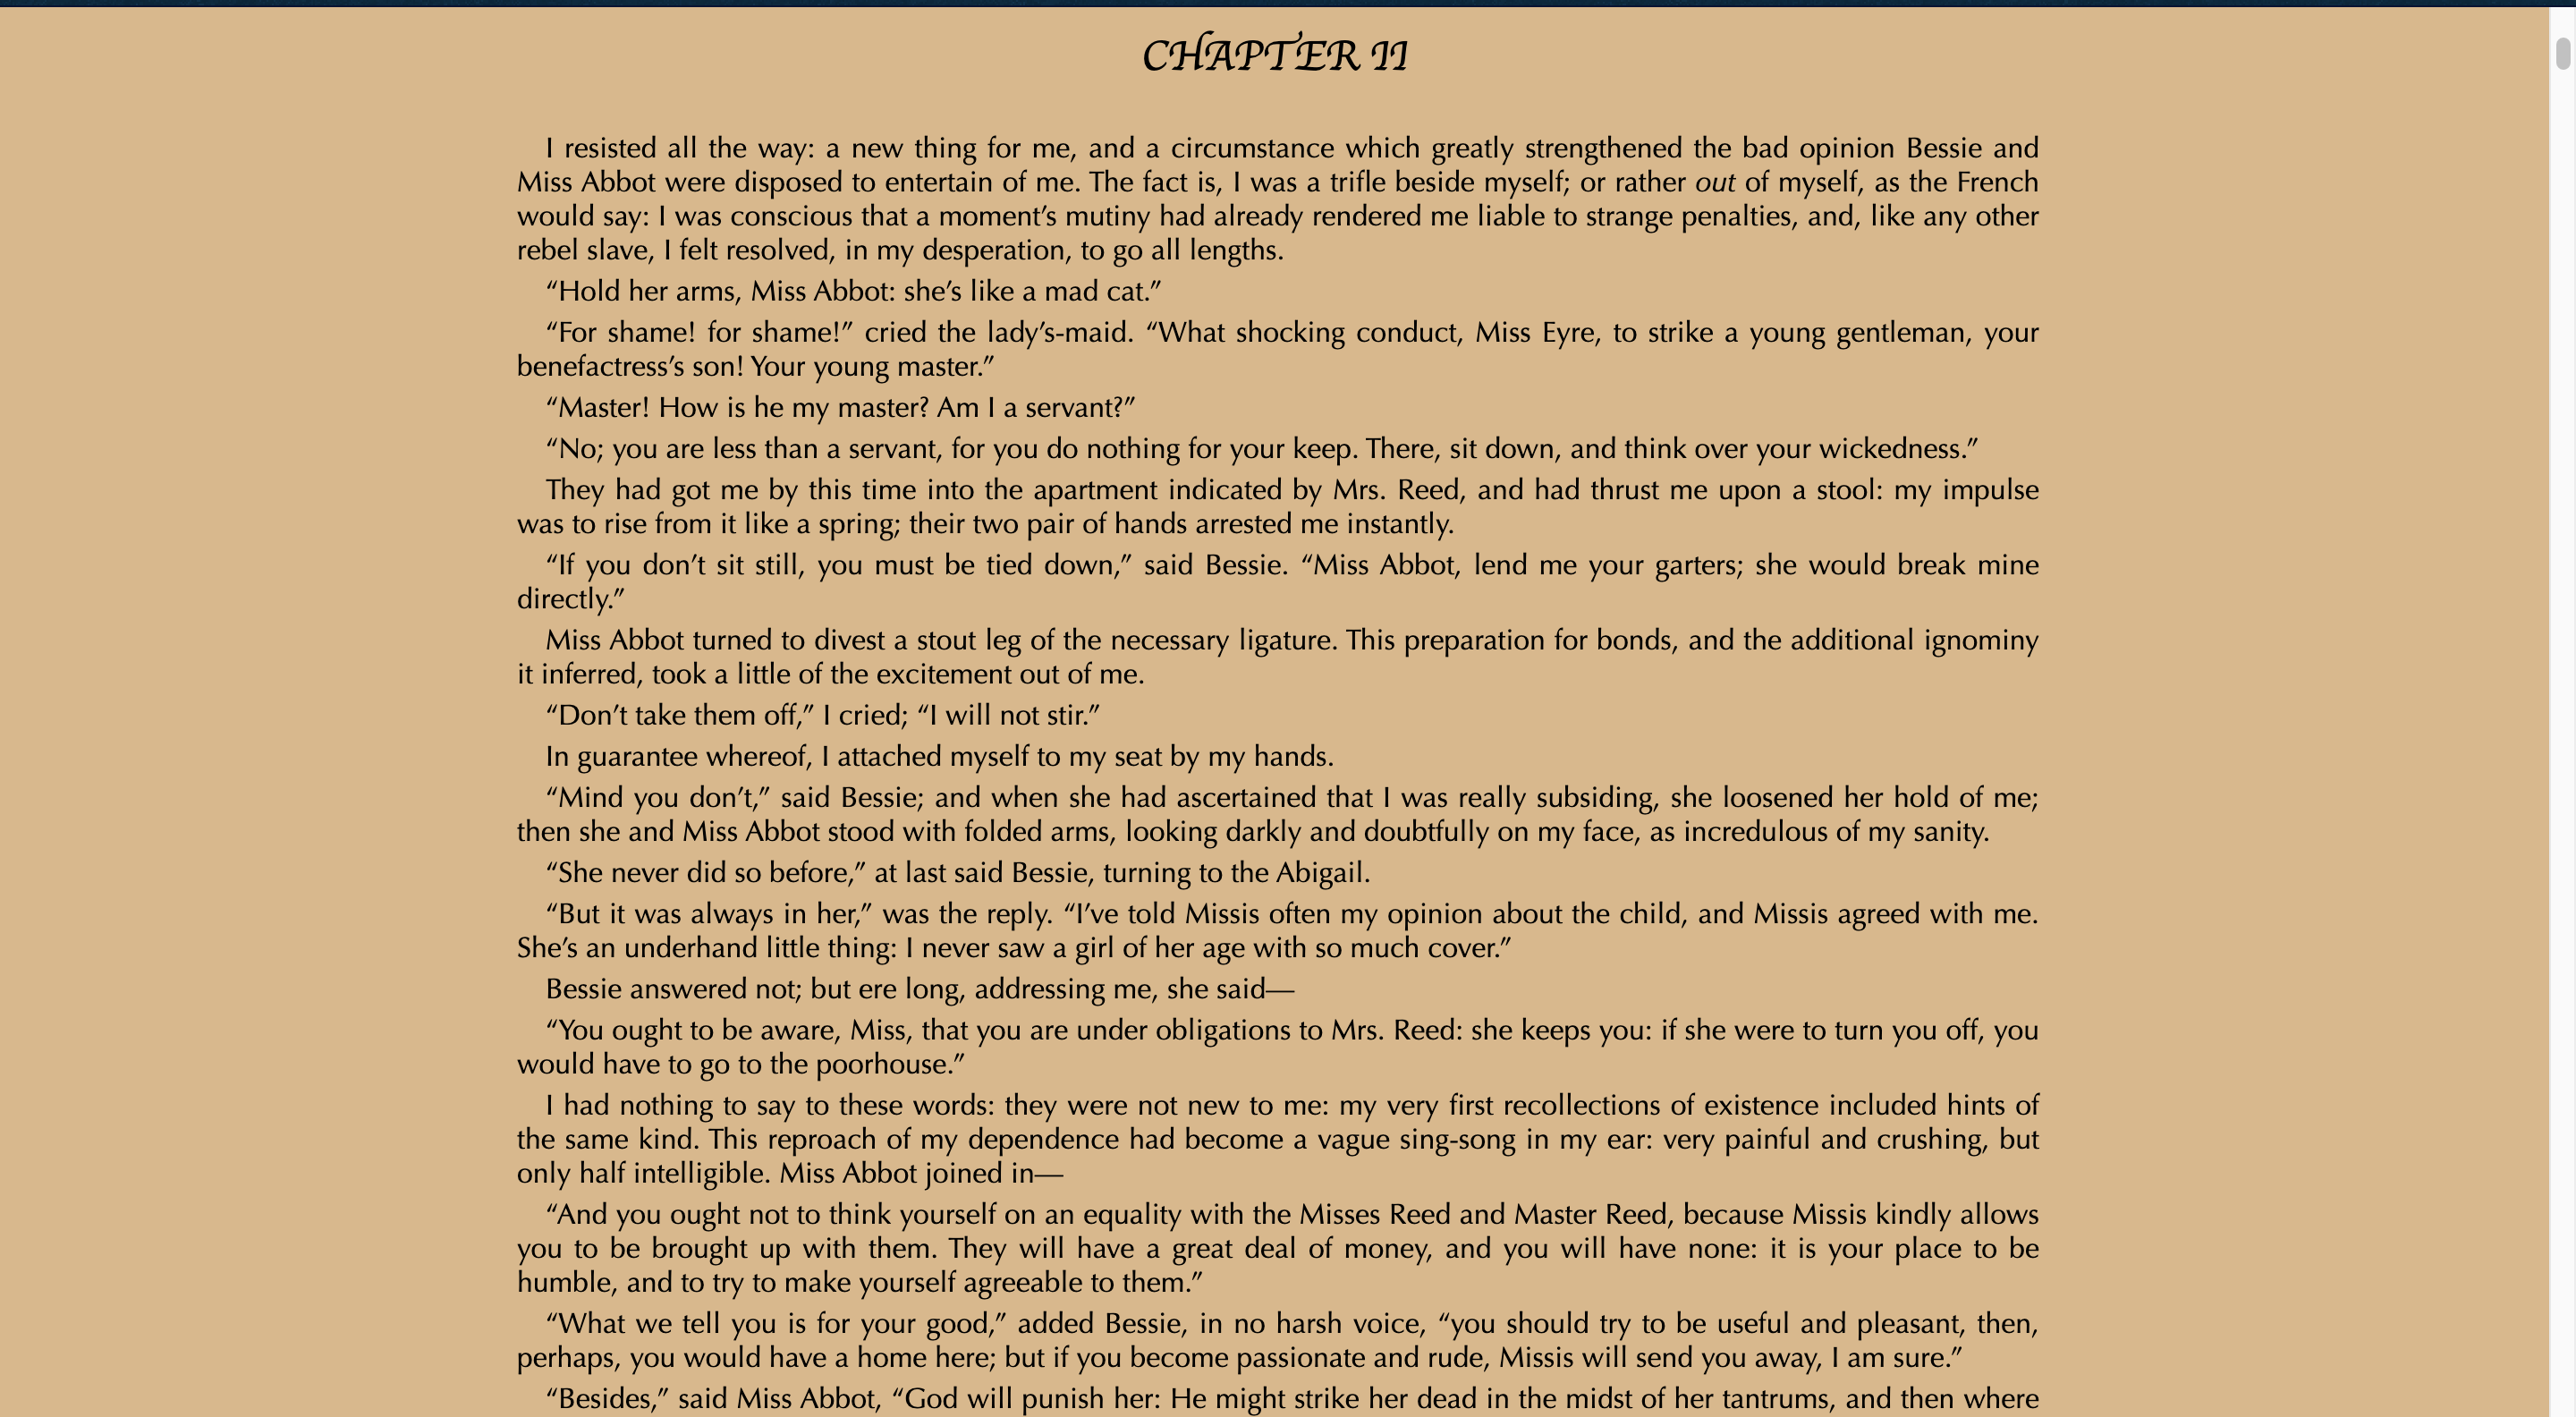 CHAPTER II
I resisted all the way: a new thing for me, and a circumstance which greatly strengthened the bad opinion Bessie and
Miss Abbot were disposed to entertain of me. The fact is, I was a trifle beside myself; or rather out of myself, as the French
would say: I was conscious that a moment’s mutiny had already rendered me liable to strange penalties, and, like any other
rebel slave, I felt resolved, in my desperation, to go all lengths.
“Hold her arms, Miss Abbot: she’s like a mad cat.”
“For shame! for shame!” cried the lady’s-maid. “What shocking conduct, Miss Eyre, to strike a young gentleman, your
benefactress’s son! Your young master.”
“Master! How is he my master? Am I a servant?”
“No; you are less than a servant, for you do nothing for your keep. There, sit down, and think over your wickedness.”
They had got me by this time into the apartment indicated by Mrs. Reed, and had thrust me upon a stool: my impulse
was to rise from it like a spring; their two pair of hands arrested me instantly.
“If you don’t sit still, you must be tied down,” said Bessie. “Miss Abbot, lend me your garters; she would break mine
directly.”
Miss Abbot turned to divest a stout leg of the necessary ligature. This preparation for bonds, and the additional ignominy
it inferred, took a little of the excitement out of me.
“Don’t take them off,” I cried; “I will not stir.”
In guarantee whereof, I attached myself to my seat by my hands.
“Mind you don’t,” said Bessie; and when she had ascertained that I was really subsiding, she loosened her hold of me;
then she and Miss Abbot stood with folded arms, looking darkly and doubtfully on my face, as incredulous of my sanity.
“She never did so before,” at last said Bessie, turning to the Abigail.
“But it was always in her,” was the reply. “I’ve told Missis often my opinion about the child, and Missis agreed with me.
She’s an underhand little thing: I never saw a girl of her age with so much cover.”
Bessie answered not; but ere long, addressing me, she said—
“You ought to be aware, Miss, that you are under obligations to Mrs. Reed: she keeps you: if she were to turn you off, you
would have to go to the poorhouse.”
I had nothing to say to these words: they were not new to me: my very first recollections of existence included hints of
the same kind. This reproach of my dependence had become a vague sing-song in my ear: very painful and crushing, but
only half intelligible. Miss Abbot joined in—
“And you ought not to think yourself on an equality with the Misses Reed and Master Reed, because Missis kindly allows
you to be brought up with them. They will have a great deal of money, and you will have none: it is your place to be
humble, and to try to make yourself agreeable to them.”
“What we tell you is for your good,” added Bessie, in no harsh voice, “you should try to be useful and pleasant, then,
perhaps, you would have a home here; but if you become passionate and rude, Missis will send you away, I am sure.”
“Besides,” said Miss Abbot, “God will punish her: He might strike her dead in the midst of her tantrums, and then where